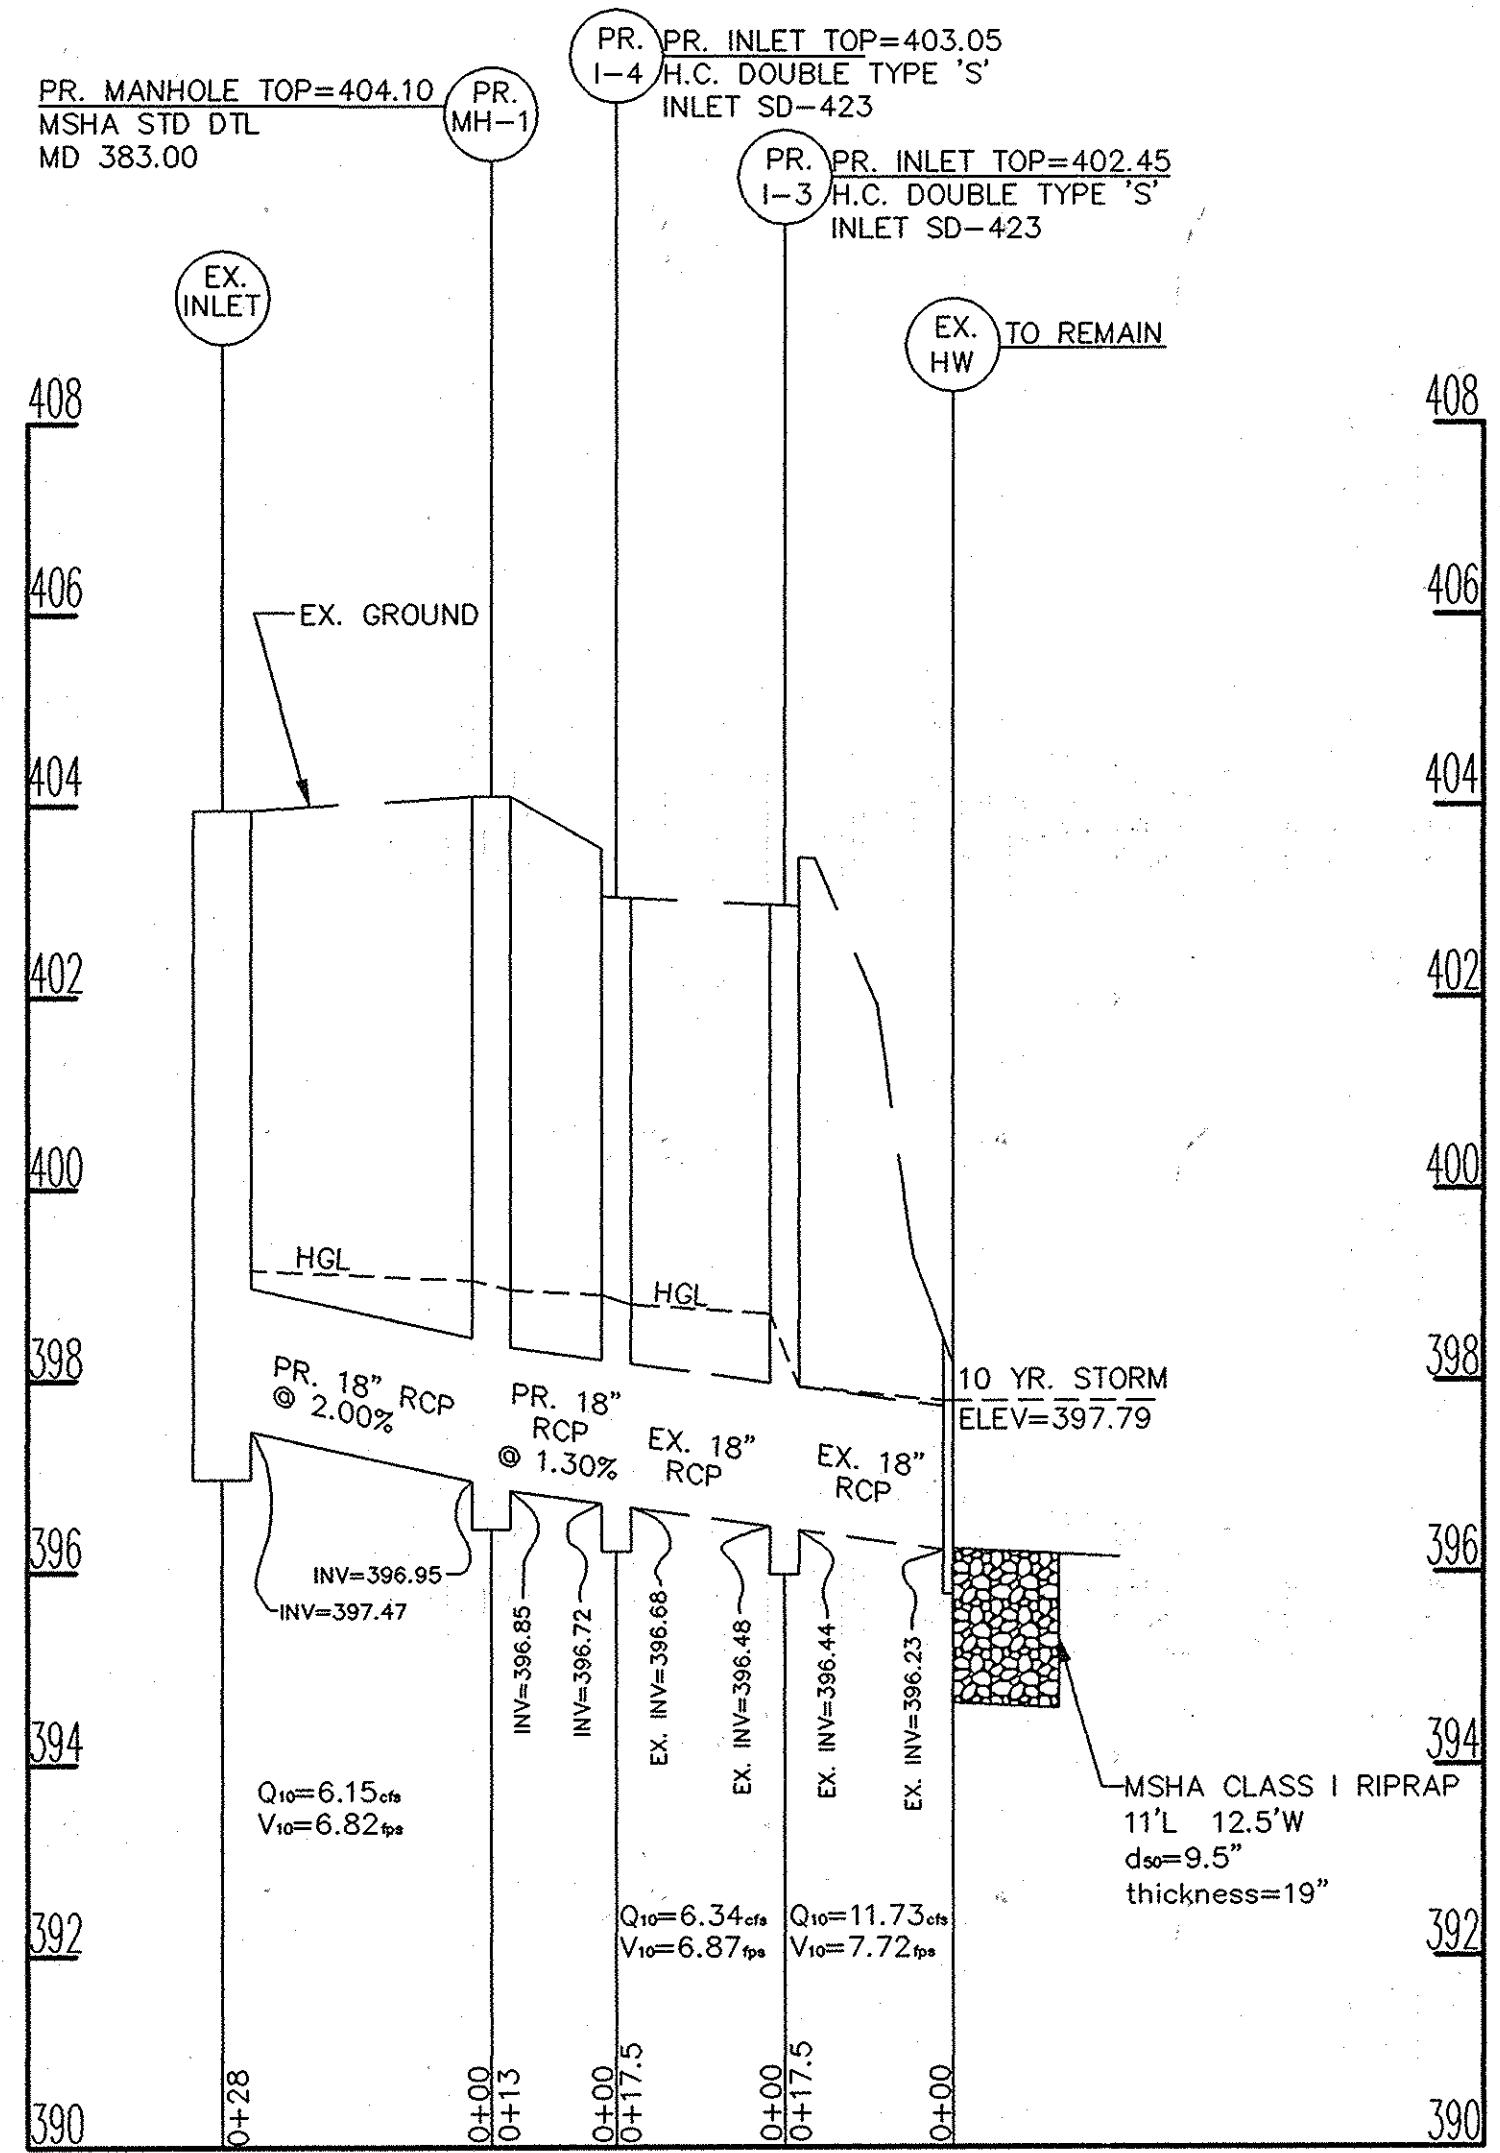 PR.
I-4
PR. INLET TOP=403.05
H.C. DOUBLE TYPE 'S'
INLET SD-423
PR. MANHOLE TOP=404.10
MSHA STD DTL
MD 383.00
PR.
MH-1
PR.
I-3
PR. INLET TOP=402.45
H.C. DOUBLE TYPE 'S'
INLET SD-423
EX.
INLET
EX.
HW
TO REMAIN
408
408
406
406
EX. GROUND
404
404
402
402
400
400
HGL
HGL
398
398
10 YR. STORM
ELEV=397.79
PR. 18" RCP
@ 2.00%
PR. 18"
RCP
@ 1.30%
EX. 18"
RCP
EX. 18"
RCP
396
396
INV=396.95
INV=397.47
INV=396.85
INV=396.72
EX. INV=396.68
EX. INV=396.48
EX. INV=396.44
EX. INV=396.23
394
394
MSHA CLASS I RIPRAP
11'L 12.5'W
d50=9.5"
thickness=19"
Q10=6.15cfs
V10=6.82fps
Q10=6.34cfs
V10=6.87fps
Q10=11.73cfs
V10=7.72fps
392
392
0+28
0+00
0+13
0+00
0+17.5
0+00
0+17.5
0+00
390
390